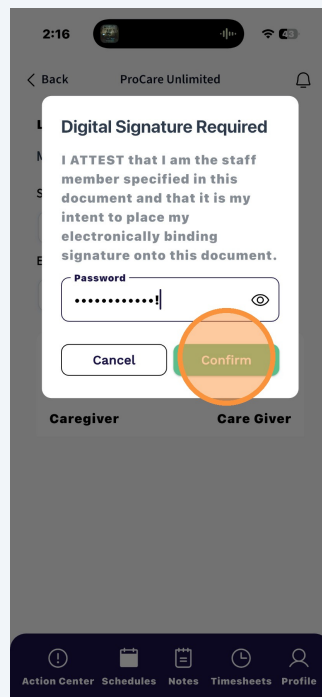 2:16
Back ProCare Unlimited
Digital Signature Required
I ATTEST that I am the staff
member specified in this
document and that it is my
intent to place my
electronically binding
signature onto this document.
Password
••••••••••••!
Cancel Confirm
Caregiver Care Giver
Action Center Schedules Notes Timesheets Profile